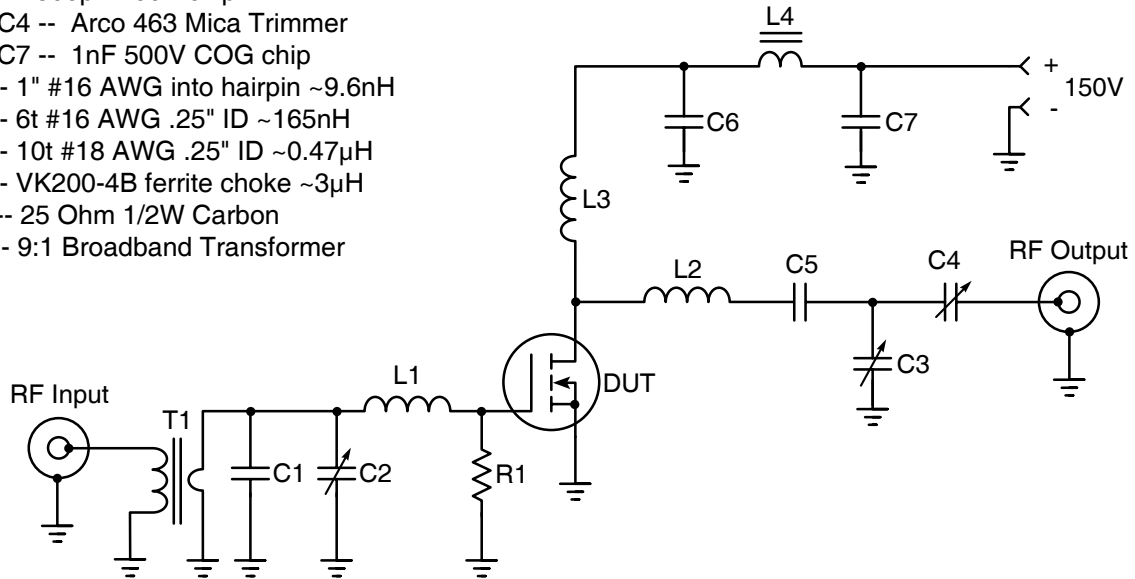 C4 -- Arco 463 Mica Trimmer
C7 -- 1nF 500V COG chip
- 1" #16 AWG into hairpin ~9.6nH
- 6t #16 AWG .25" ID ~165nH
- 10t #18 AWG .25" ID ~0.47µH
- VK200-4B ferrite choke ~3µH
-- 25 Ohm 1/2W Carbon
- 9:1 Broadband Transformer
L4
+
150V
-
C6
C7
L3
RF Output
L2
C5
C4
C3
DUT
L1
RF Input
T1
C1
C2
R1